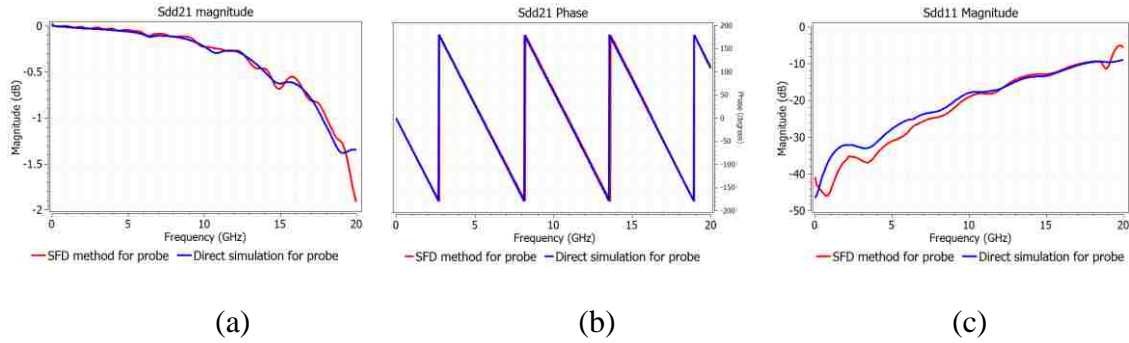 Sdd21 magnitude
Magnitude (dB)
0
-0.5
-1
-1.5
-2
0 5 10 15 20
Frequency (GHz)
SFD method for probe Direct simulation for probe
(a)
Sdd21 Phase
200
150
100
50
0
-50
-100
-150
-200
Phase (degrees)
0 5 10 15 20
Frequency (GHz)
SFD method for probe Direct simulation for probe
(b)
Sdd11 Magnitude
Magnitude (dB)
0
-10
-20
-30
-40
-50
0 5 10 15 20
Frequency (GHz)
SFD method for probe Direct simulation for probe
(c)